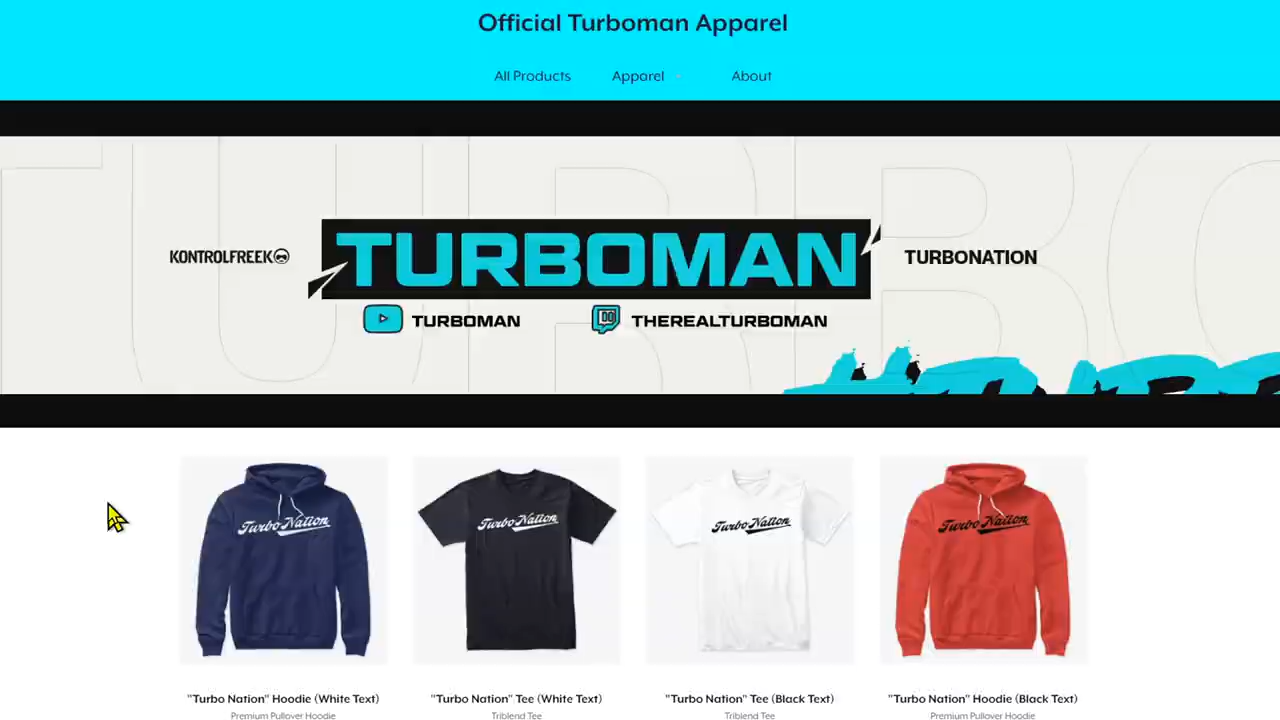 Official Turboman Apparel
All Products Apparel About
KONTROLFREEK
TURBOMAN
TURBONATION
TURBOMAN THEREALTURBOMAN
Turbo Nation
Turbo Nation
Turbo Nation
Turbo Nation
"Turbo Nation" Hoodie (White Text)
Premium Pullover Hoodie
"Turbo Nation" Tee (White Text)
Triblend Tee
"Turbo Nation" Tee (Black Text)
Triblend Tee
"Turbo Nation" Hoodie (Black Text)
Premium Pullover Hoodie